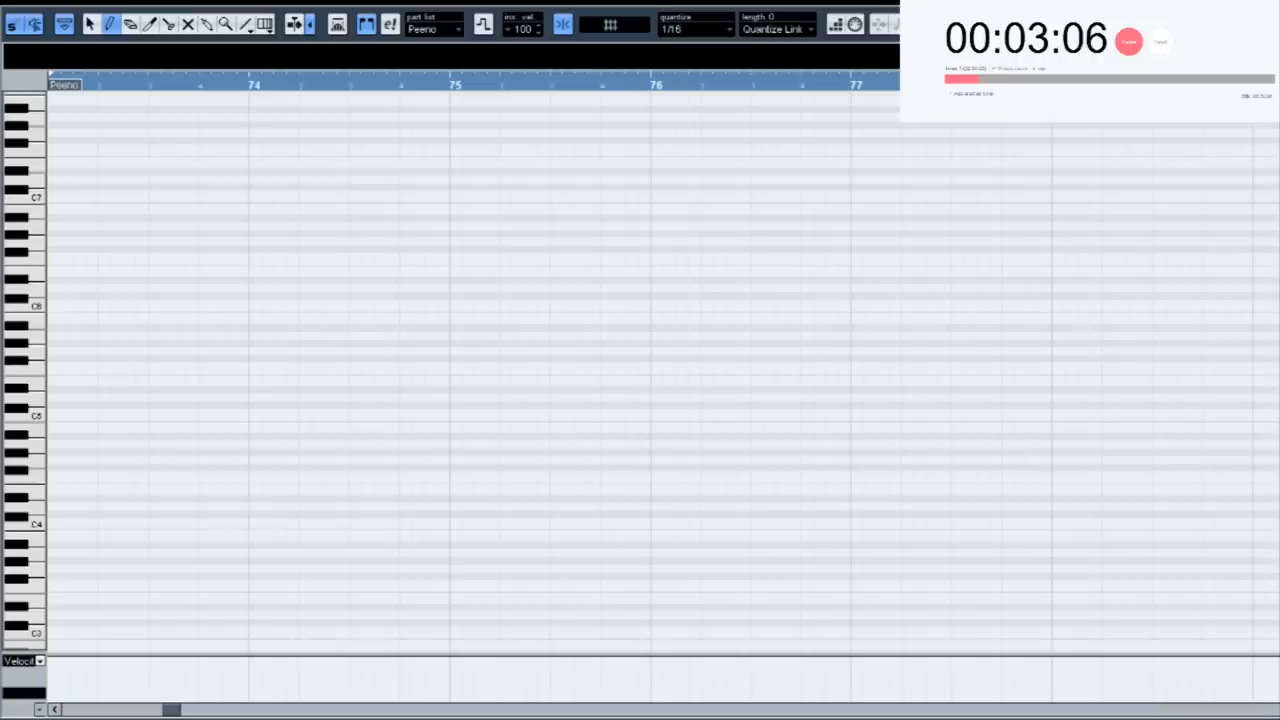 part list
Peeno
ins. vel.
100
quantize
1/16
length Q
Quantize Link
00:03:06
Peeno
74
75
76
77
C7
C6
C5
C4
C3
Velocit